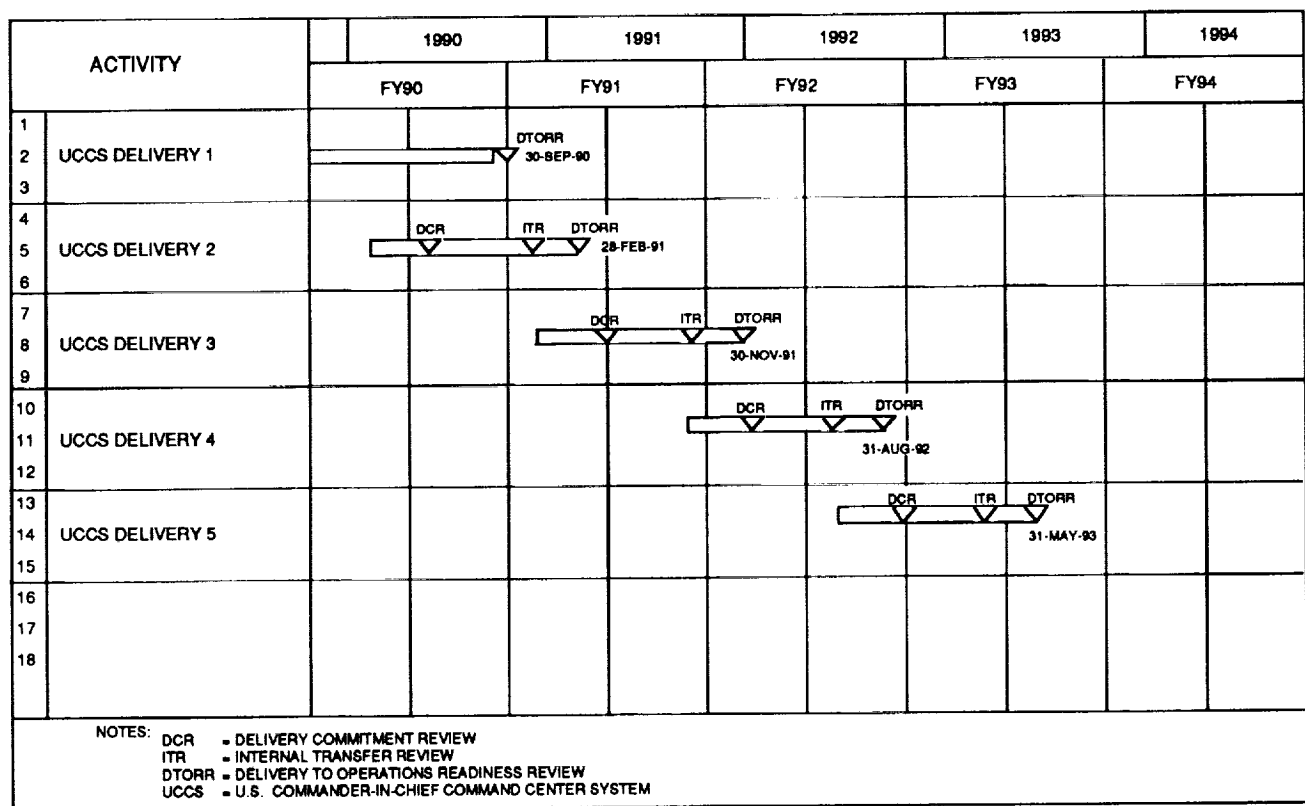 1990 1991 1992 1993 1994
ACTIVITY
FY90 FY91 FY92 FY93 FY94
1
DTORR
2 UCCS DELIVERY 1 30-SEP-90
3
4
DCR ITR DTORR
5 UCCS DELIVERY 2 28-FEB-91
6
7
DCR ITR DTORR
8 UCCS DELIVERY 3
30-NOV-91
9
10
DCR ITR DTORR
11 UCCS DELIVERY 4
31-AUG-92
12
13
DCR ITR DTORR
14 UCCS DELIVERY 5 31-MAY-93
15
16
17
18
NOTES:
DCR = DELIVERY COMMITMENT REVIEW
ITR = INTERNAL TRANSFER REVIEW
DTORR = DELIVERY TO OPERATIONS READINESS REVIEW
UCCS = U.S. COMMANDER-IN-CHIEF COMMAND CENTER SYSTEM